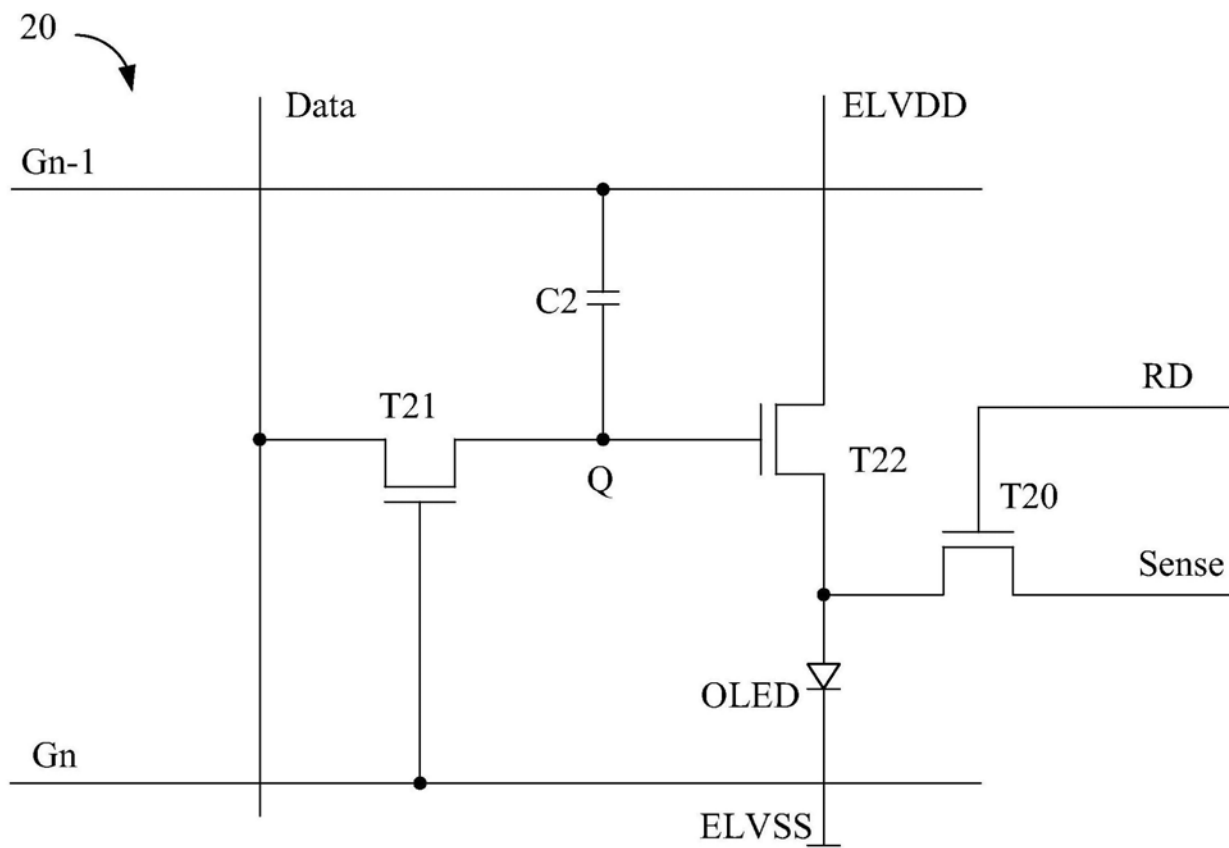 20
Data
ELVDD
Gn-1
C2
RD
T21
T22
Q
T20
Sense
OLED
Gn
ELVSS